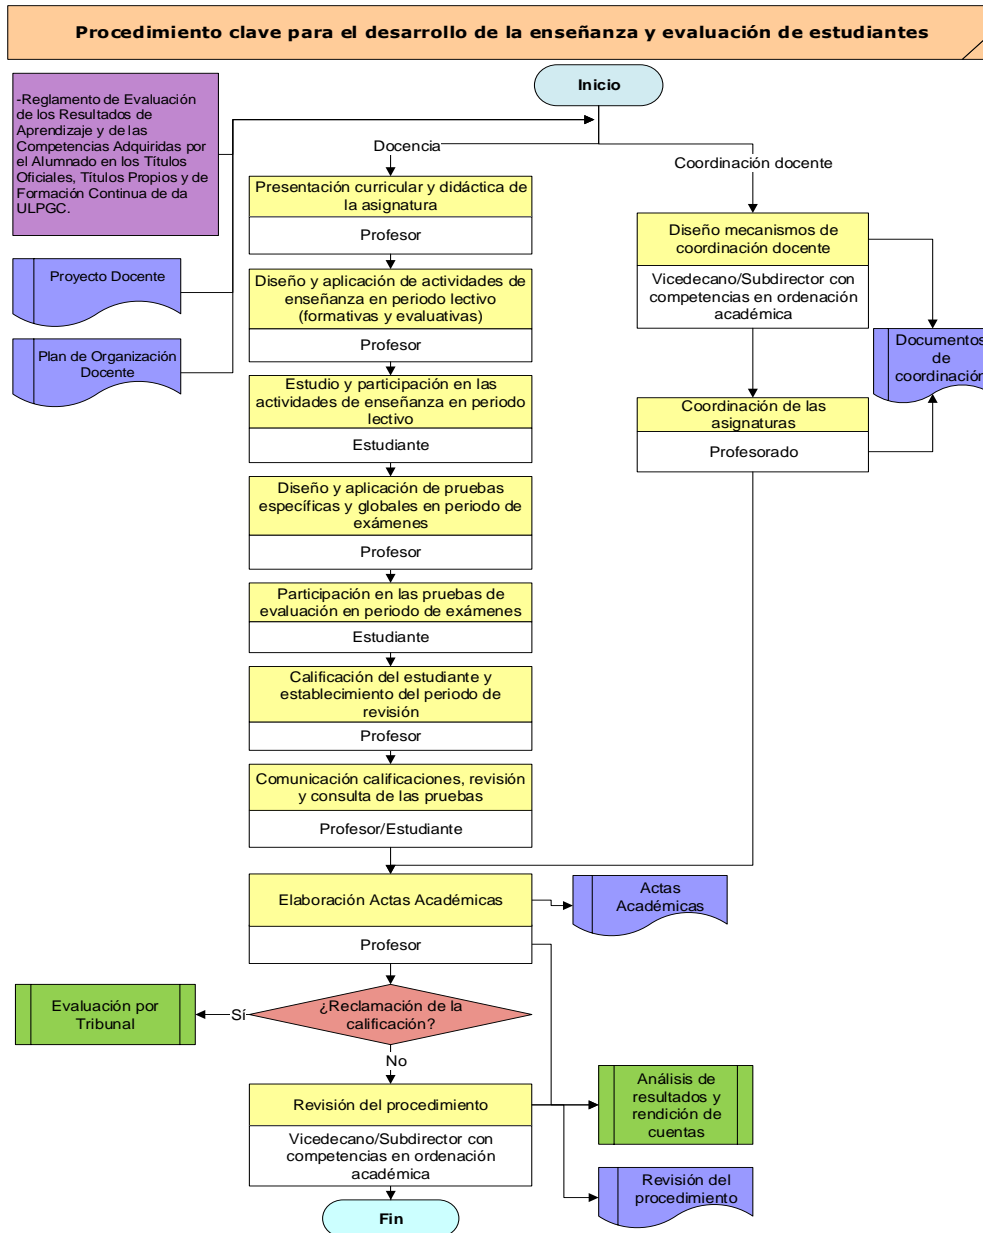 Procedimiento clave para el desarrollo de la enseñanza y evaluación de estudiantes
-Reglamento de Evaluación
de los Resultados de
Aprendizaje y de las
Competencias Adquiridas por
el Alumnado en los Títulos
Oficiales, Títulos Propios y de
Formación Continua de da
ULPGC.
Proyecto Docente
Plan de Organización
Docente
Inicio
Docencia
Coordinación docente
Presentación curricular y didáctica de
la asignatura
Profesor
Diseño y aplicación de actividades de
enseñanza en periodo lectivo
(formativas y evaluativas)
Profesor
Estudio y participación en las
actividades de enseñanza en periodo
lectivo
Estudiante
Diseño y aplicación de pruebas
específicas y globales en periodo de
exámenes
Profesor
Participación en las pruebas de
evaluación en periodo de exámenes
Estudiante
Calificación del estudiante y
establecimiento del periodo de
revisión
Profesor
Comunicación calificaciones, revisión
y consulta de las pruebas
Profesor/Estudiante
Diseño mecanismos de
coordinación docente
Vicedecano/Subdirector con
competencias en ordenación
académica
Documentos
de
coordinación
Coordinación de las
asignaturas
Profesorado
Elaboración Actas Académicas
Profesor
Actas
Académicas
¿Reclamación de la
calificación?
Sí
Evaluación por
Tribunal
No
Revisión del procedimiento
Vicedecano/Subdirector con
competencias en ordenación
académica
Análisis de
resultados y
rendición de
cuentas
Revisión del
procedimiento
Fin